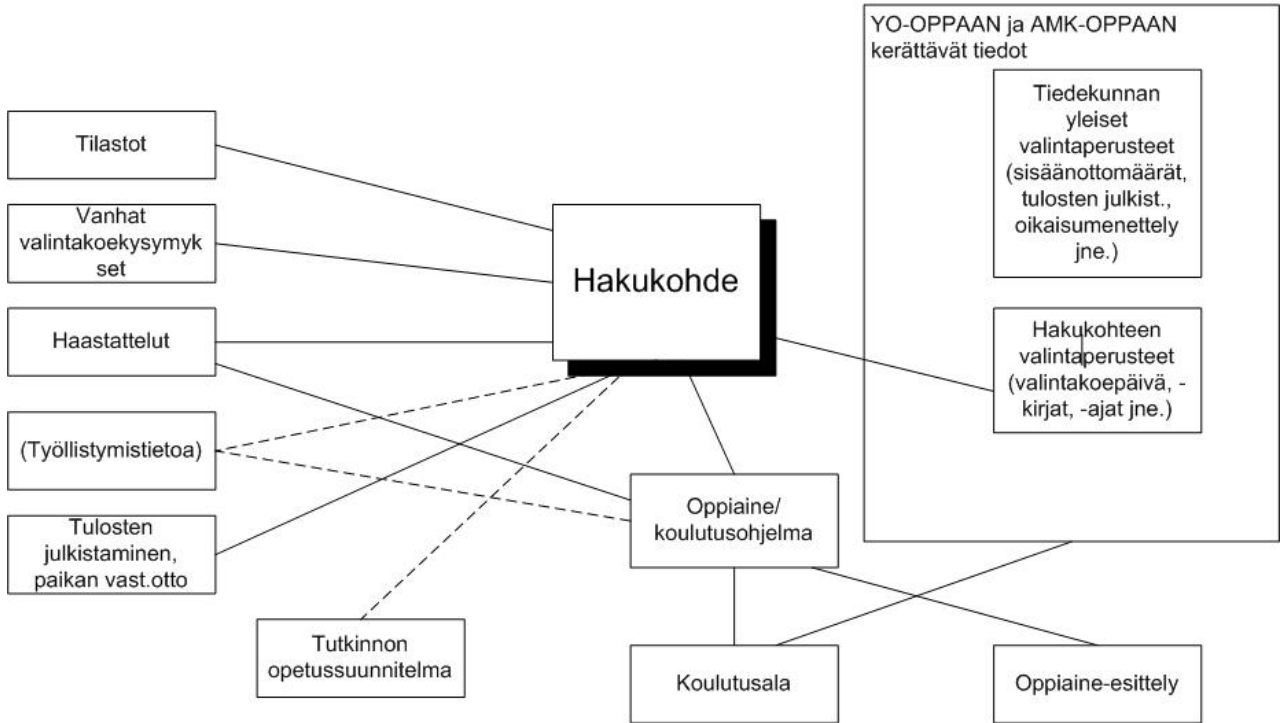 YO-OPPAAN ja AMK-OPPAAN
kerättävät tiedot
Tiedekunnan
yleiset
valintaperusteet
(sisäänottomäärät,
tulosten julkist.,
oikaisumenettely
jne.)
Tilastot
Vanhat
valintakoekysymyk
set
Hakukohde
Haastattelut
Hakukohteen
valintaperusteet
(valintakoepäivä, -
kirjat, -ajat jne.)
(Työllistymistietoa)
Oppiaine/
koulutusohjelma
Tulosten
julkistaminen,
paikan vast.otto
Tutkinnon
opetussuunnitelma
Koulutusala
Oppiaine-esittely